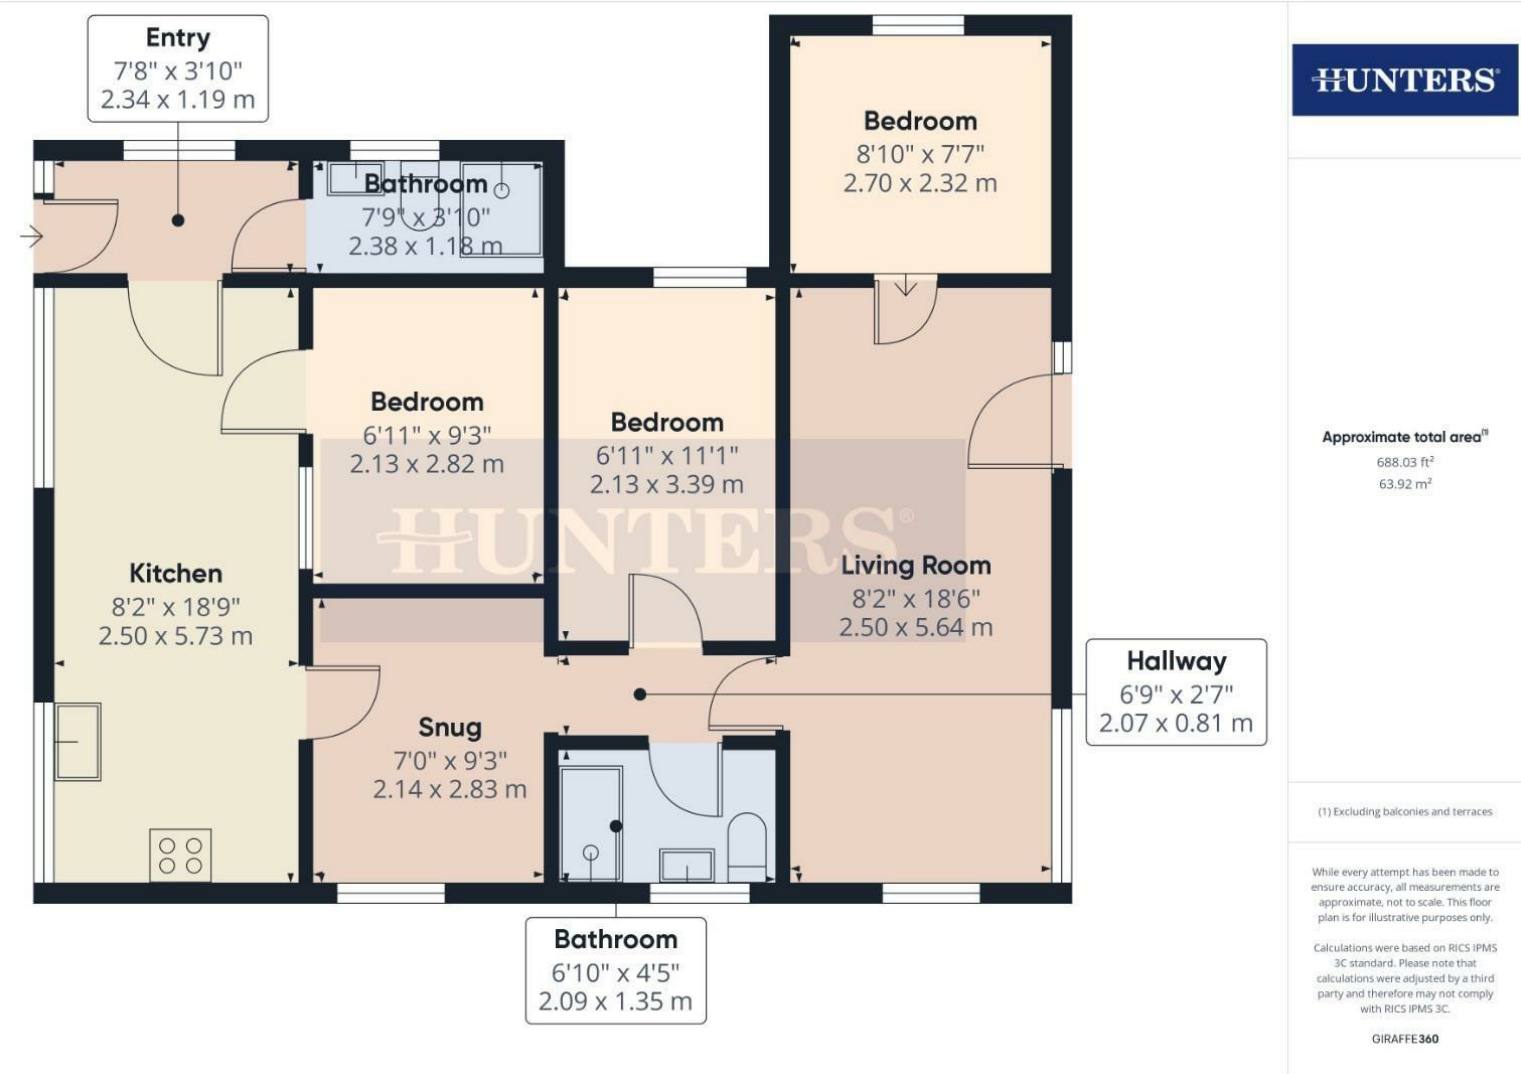 Entry
7'8" x 3'10"
2.34 x 1.19 m
Bathroom
7'9" x 3'10"
2.38 x 1.18 m
Bedroom
8'10" x 7'7"
2.70 x 2.32 m
Bedroom
6'11" x 9'3"
2.13 x 2.82 m
Bedroom
6'11" x 11'1"
2.13 x 3.39 m
HUNTERS®
Kitchen
8'2" x 18'9"
2.50 x 5.73 m
Living Room
8'2" x 18'6"
2.50 x 5.64 m
Snug
7'0" x 9'3"
2.14 x 2.83 m
Hallway
6'9" x 2'7"
2.07 x 0.81 m
Bathroom
6'10" x 4'5"
2.09 x 1.35 m
HUNTERS®
Approximate total area(1)
688.03 ft²
63.92 m²
(1) Excluding balconies and terraces
While every attempt has been made to
ensure accuracy, all measurements are
approximate, not to scale. This floor
plan is for illustrative purposes only.
Calculations were based on RICS IPMS
3C standard. Please note that
calculations were adjusted by a third
party and therefore may not comply
with RICS IPMS 3C.
GIRAFFE360